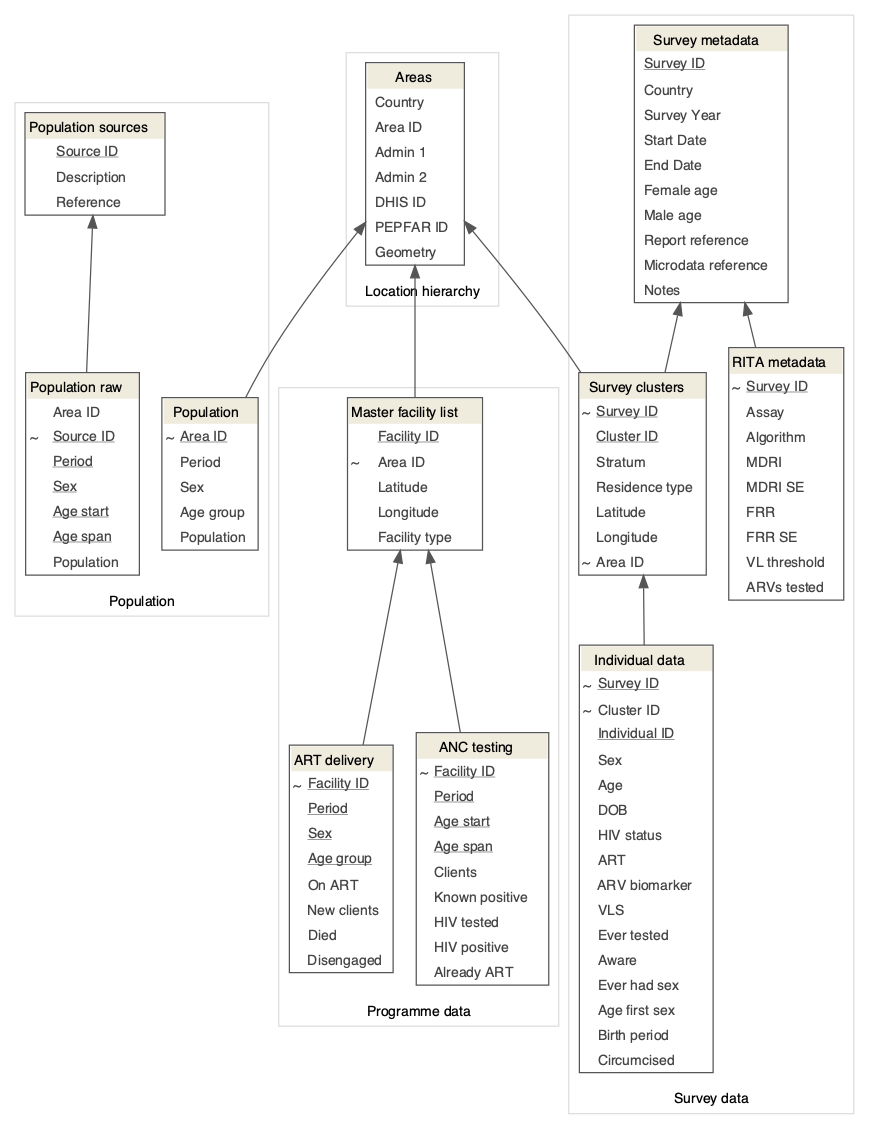 Population sources
Source ID
Description
Reference
Population raw
Area ID
~ Source ID
Period
Sex
Age start
Age span
Population
Population
~ Area ID
Period
Sex
Age group
Population
Population
Areas
Country
Area ID
Admin 1
Admin 2
DHIS ID
PEPFAR ID
Geometry
Location hierarchy
Master facility list
Facility ID
~ Area ID
Latitude
Longitude
Facility type
ART delivery
~ Facility ID
Period
Sex
Age group
On ART
New clients
Died
Disengaged
ANC testing
~ Facility ID
Period
Age start
Age span
Clients
Known positive
HIV tested
HIV positive
Already ART
Programme data
Survey metadata
Survey ID
Country
Survey Year
Start Date
End Date
Female age
Male age
Report reference
Microdata reference
Notes
Survey clusters
~ Survey ID
Cluster ID
Stratum
Residence type
Latitude
Longitude
~ Area ID
RITA metadata
~ Survey ID
Assay
Algorithm
MDRI
MDRI SE
FRR
FRR SE
VL threshold
ARVs tested
Individual data
~ Survey ID
~ Cluster ID
Individual ID
Sex
Age
DOB
HIV status
ART
ARV biomarker
VLS
Ever tested
Aware
Ever had sex
Age first sex
Birth period
Circumcised
Survey data